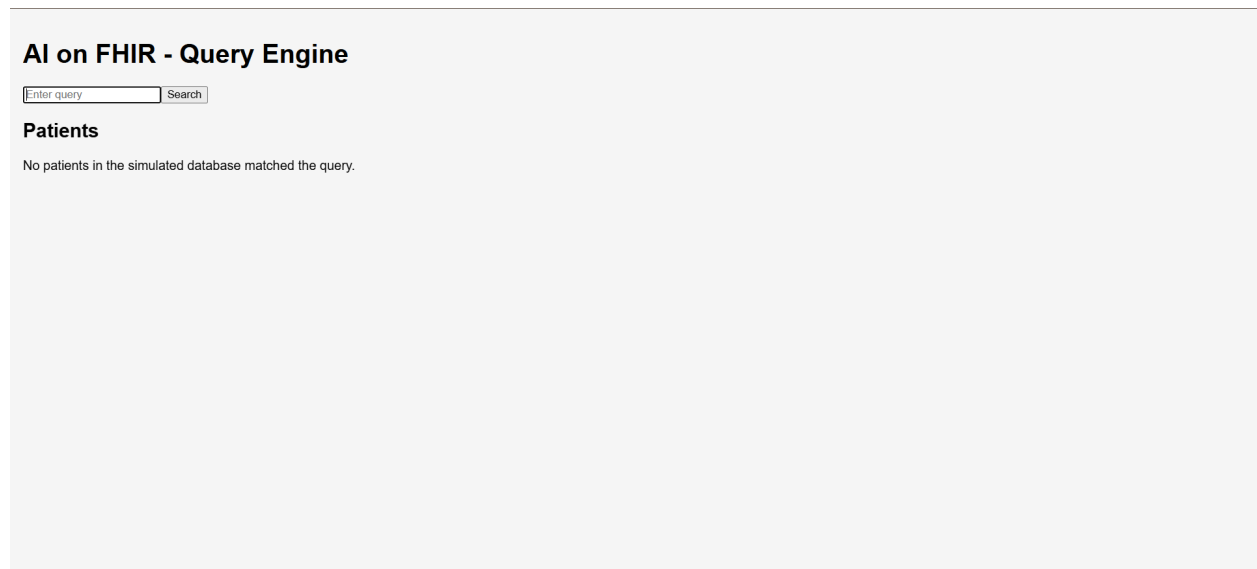 AI on FHIR - Query Engine
Enter query Search
Patients
No patients in the simulated database matched the query.